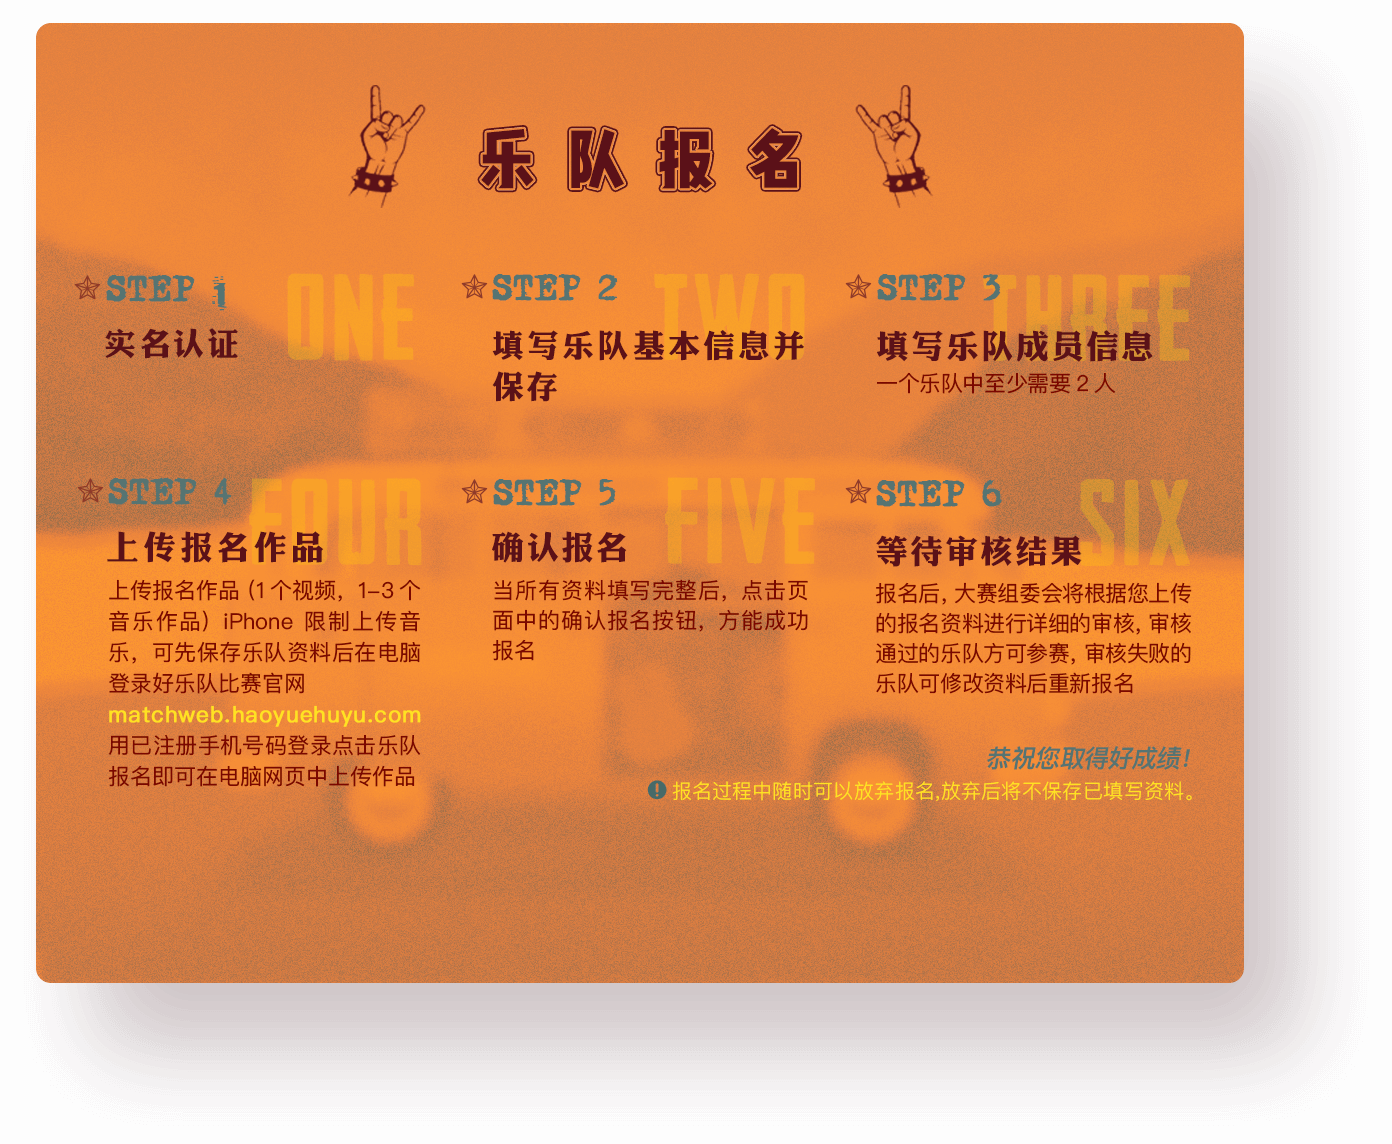 乐队报名
STEP 1
ONE
实名认证
STEP 2
TWO
填写乐队基本信息并
保存
STEP 3
THREE
填写乐队成员信息
一个乐队中至少需要 2 人
STEP 4
FOUR
上传报名作品
上传报名作品（1 个视频，1-3 个
音乐作品）iPhone 限制上传音
乐，可先保存乐队资料后在电脑
登录好乐队比赛官网
matchweb.haoyuehuyu.com
用已注册手机号码登录点击乐队
报名即可在电脑网页中上传作品
STEP 5
FIVE
确认报名
当所有资料填写完整后，点击页
面中的确认报名按钮，方能成功
报名
STEP 6
SIX
等待审核结果
报名后, 大赛组委会将根据您上传
的报名资料进行详细的审核, 审核
通过的乐队方可参赛, 审核失败的
乐队可修改资料后重新报名
恭祝您取得好成绩!
! 报名过程中随时可以放弃报名,放弃后将不保存已填写资料。